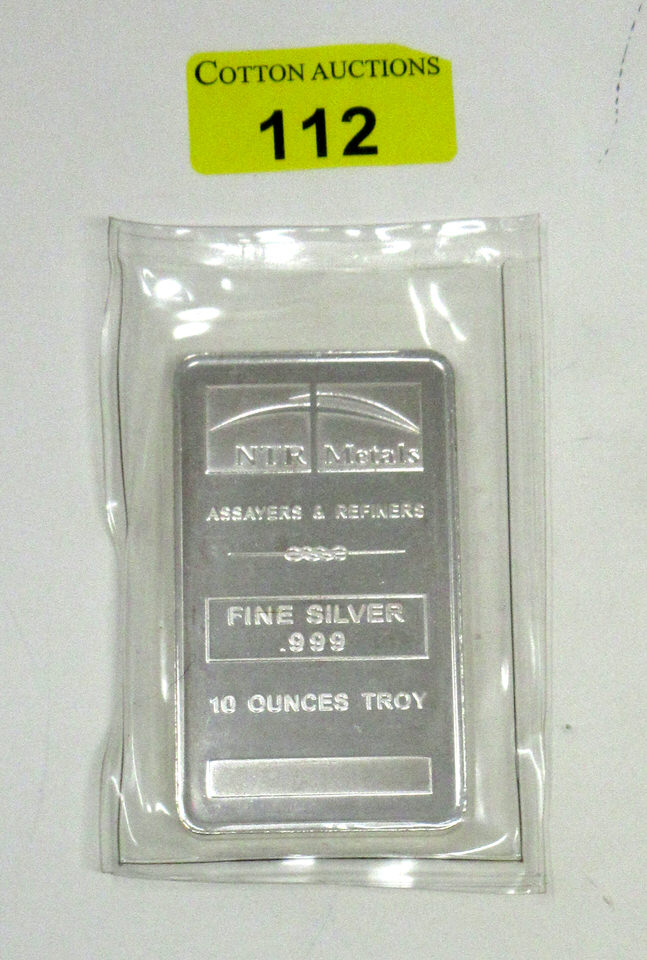 COTTON AUCTIONS
112
NTR Metals
ASSAYERS & REFINERS
FINE SILVER
.999
10 OUNCES TROY